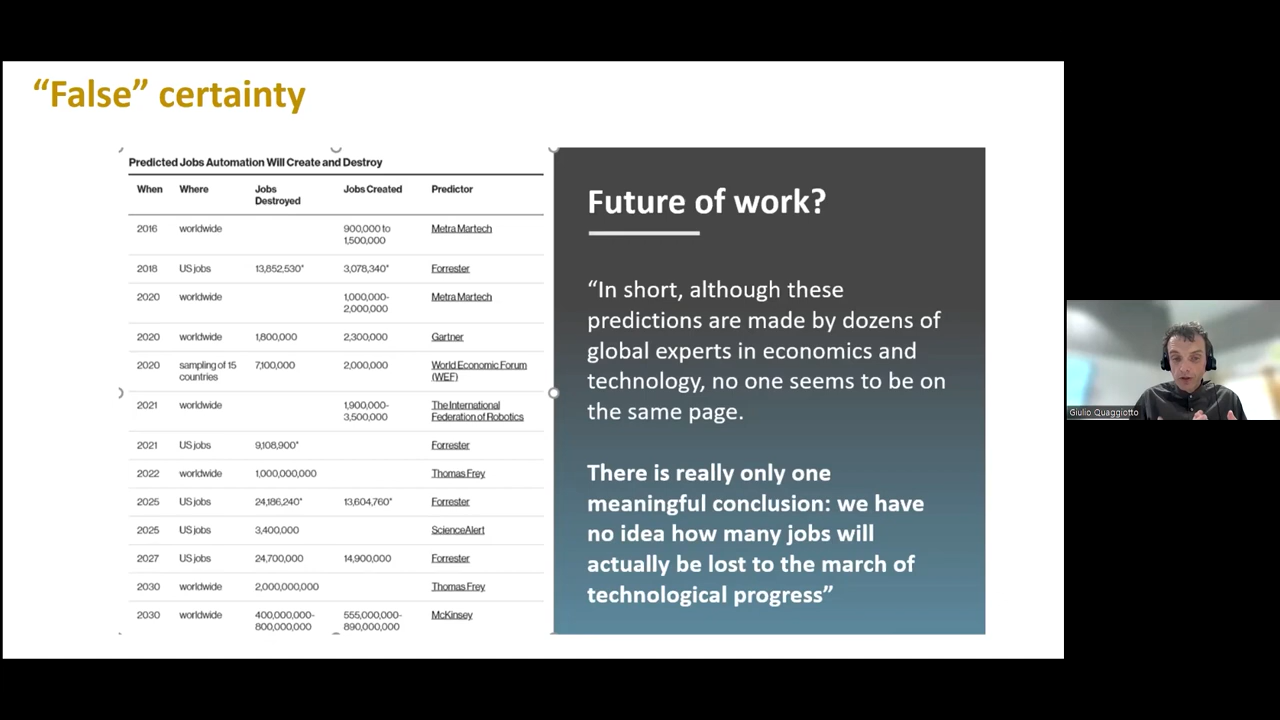 “False” certainty
Predicted Jobs Automation Will Create and Destroy
When Where Jobs Destroyed Jobs Created Predictor
2016 worldwide 900,000 to 1,500,000 Metra Martech
2018 US jobs 13,852,530* 3,078,340* Forrester
2020 worldwide 1,000,000-2,000,000 Metra Martech
2020 worldwide 1,800,000 2,300,000 Gartner
2020 sampling of 15 countries 7,100,000 2,000,000 World Economic Forum (WEF)
2021 worldwide 1,900,000-3,500,000 The International Federation of Robotics
2021 US jobs 9,108,900* Forrester
2022 worldwide 1,000,000,000 Thomas Frey
2025 US jobs 24,186,240* 13,604,760* Forrester
2025 US jobs 3,400,000 ScienceAlert
2027 US jobs 24,700,000 14,900,000 Forrester
2030 worldwide 2,000,000,000 Thomas Frey
2030 worldwide 400,000,000-800,000,000 555,000,000-890,000,000 McKinsey
Future of work?
“In short, although these
predictions are made by dozens of
global experts in economics and
technology, no one seems to be on
the same page.
There is really only one
meaningful conclusion: we have
no idea how many jobs will
actually be lost to the march of
technological progress”
Giulio Quaggiotto